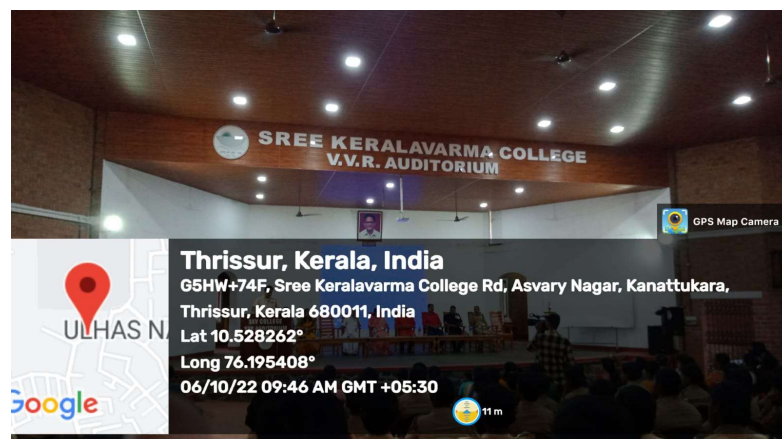 SREE KERALAVARMA COLLEGE
V.V.R. AUDITORIUM
GPS Map Camera
Thrissur, Kerala, India
G5HW+74F, Sree Keralavarma College Rd, Asvary Nagar, Kanattukara,
Thrissur, Kerala 680011, India
Lat 10.528262°
Long 76.195408°
06/10/22 09:46 AM GMT +05:30
ULHAS N
Google
11 m